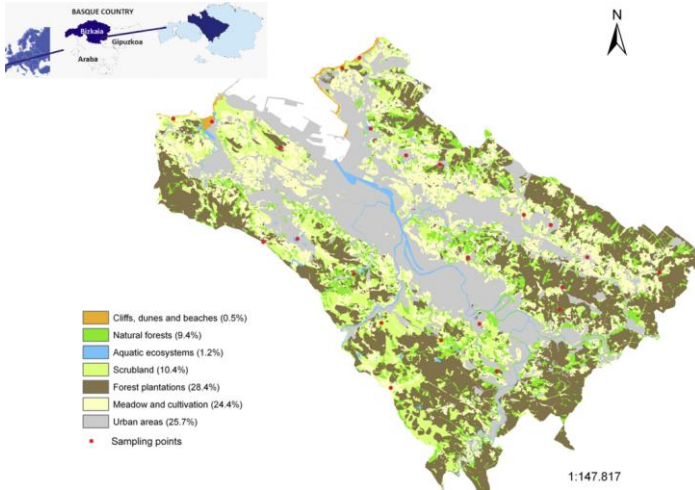 BASQUE COUNTRY
Bizkaia
Gipuzkoa
Araba
N
Cliffs, dunes and beaches (0.5%)
Natural forests (9.4%)
Aquatic ecosystems (1.2%)
Scrubland (10.4%)
Forest plantations (28.4%)
Meadow and cultivation (24.4%)
Urban areas (25.7%)
Sampling points
1:147.817